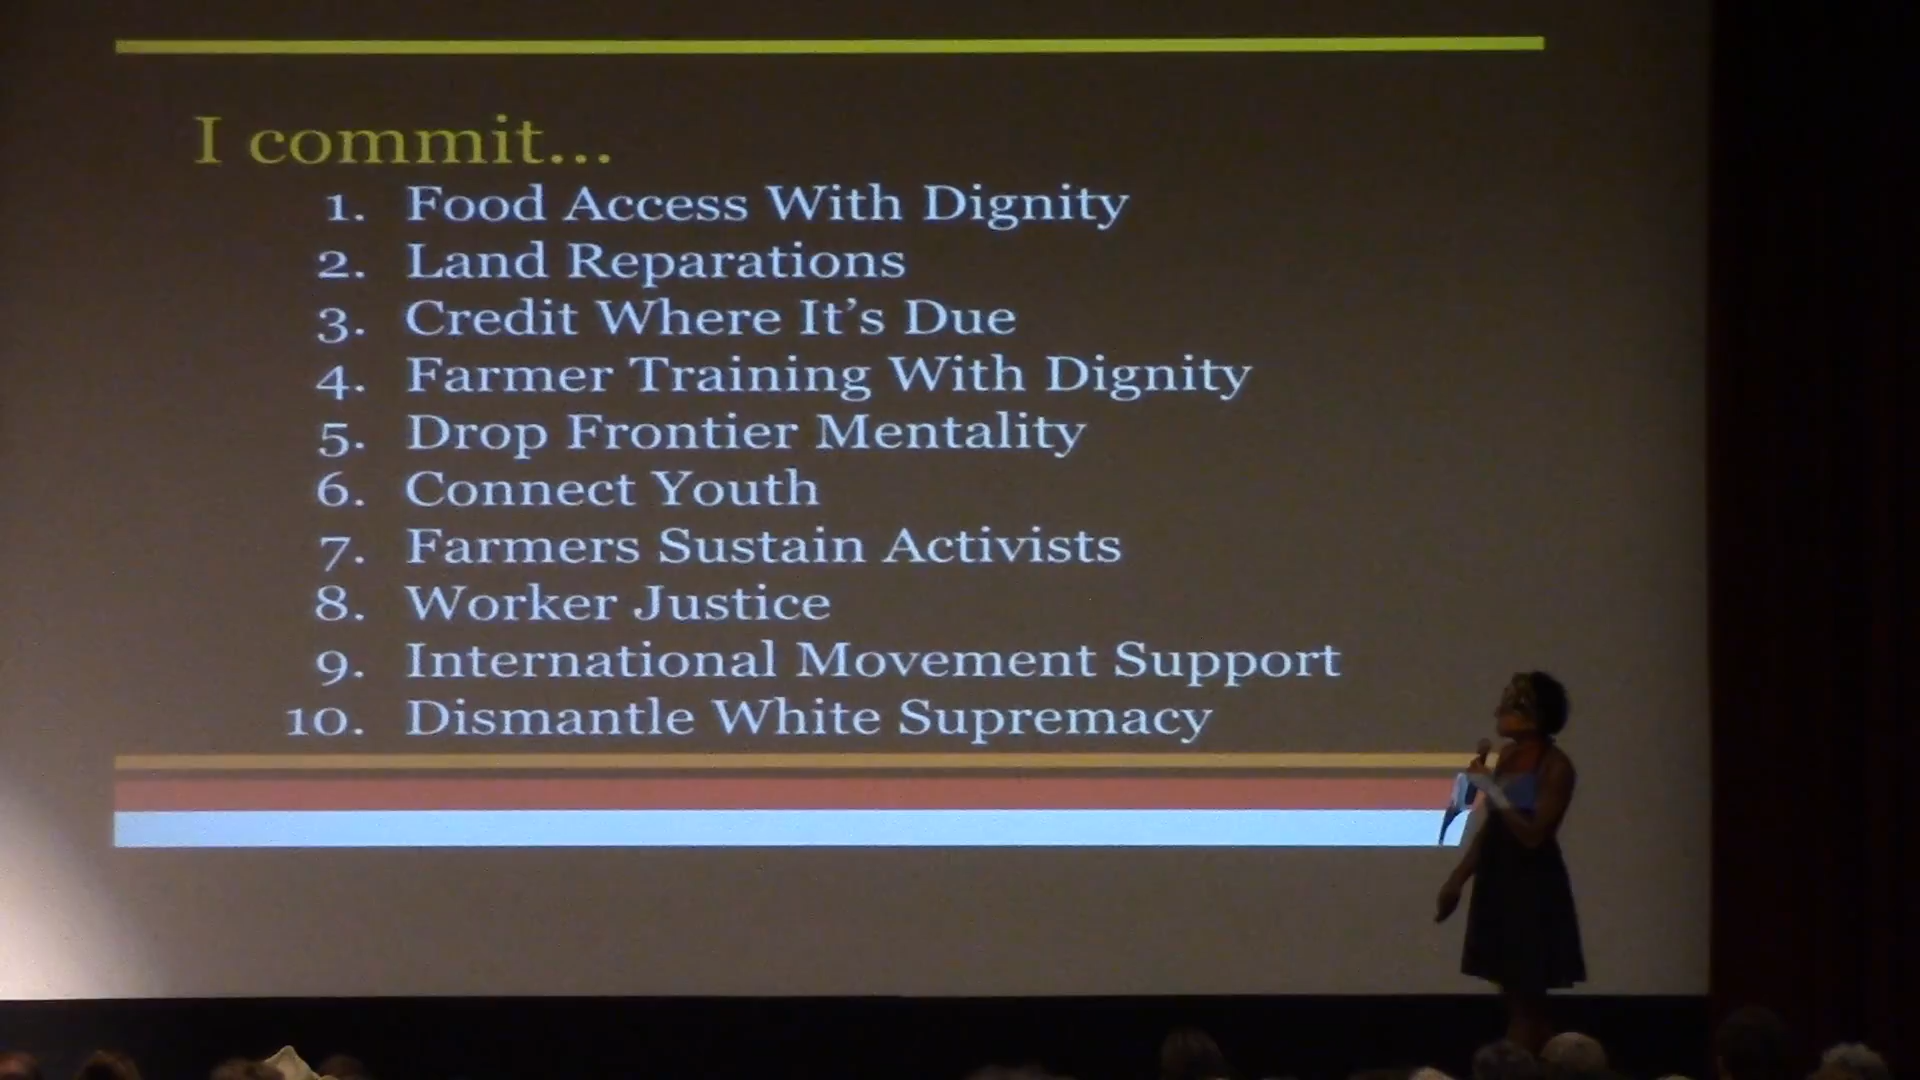 I commit...
1. Food Access With Dignity
2. Land Reparations
3. Credit Where It’s Due
4. Farmer Training With Dignity
5. Drop Frontier Mentality
6. Connect Youth
7. Farmers Sustain Activists
8. Worker Justice
9. International Movement Support
10. Dismantle White Supremacy